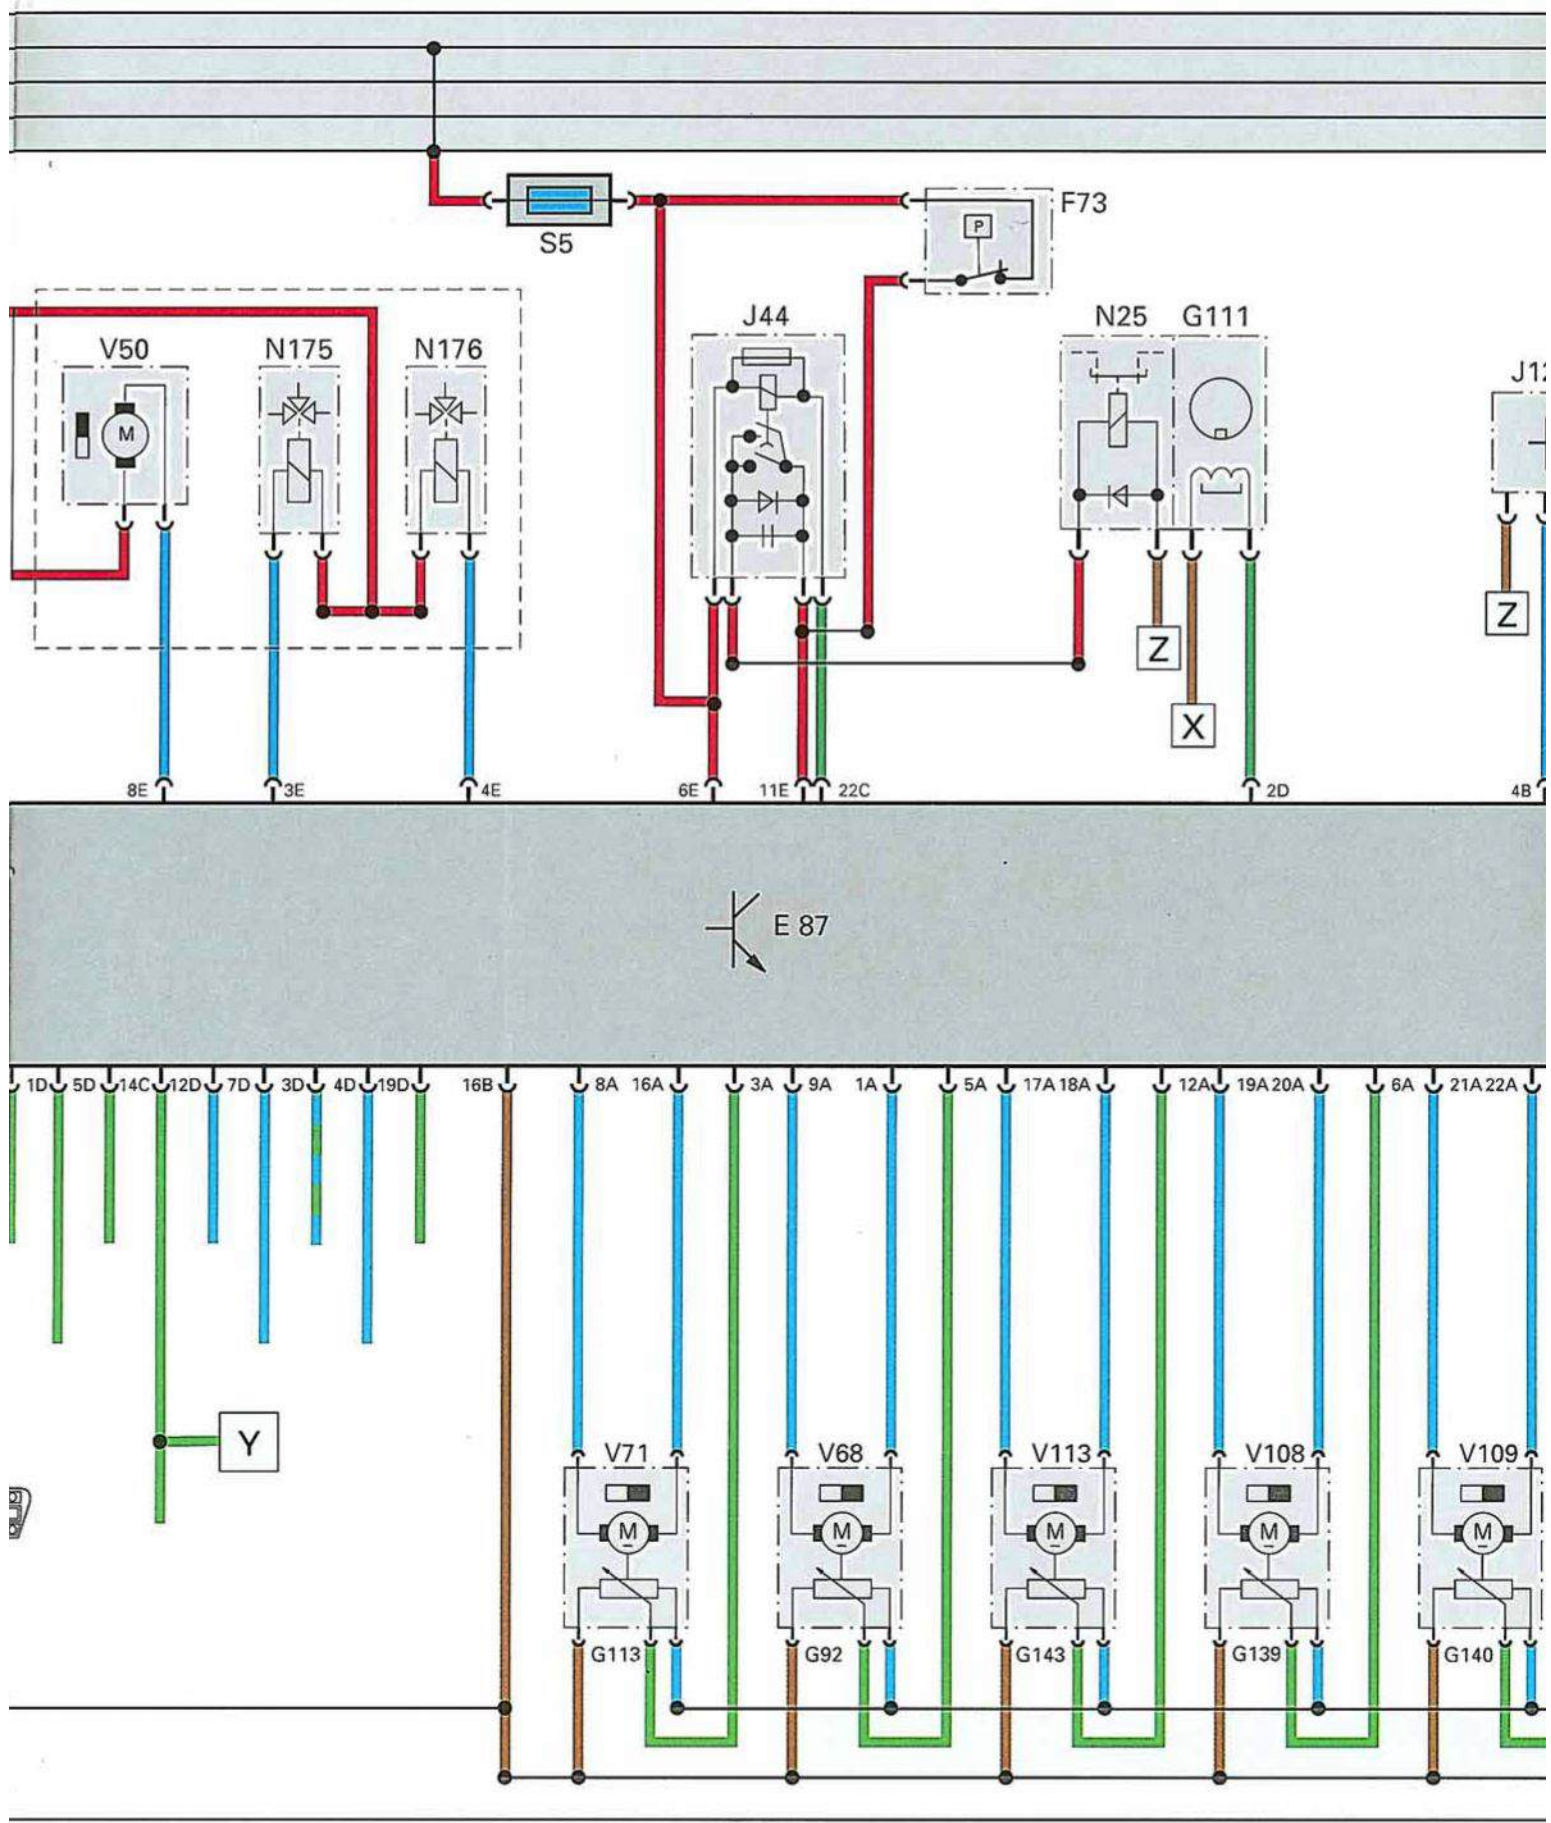 F73
P
S5
J44
N25 G111
V50 N175 N176
J12
M
Z
Z
X
8E 3E 4E 6E 11E 22C 2D 4B
E 87
1D 5D 14C 12D 7D 3D 4D 19D 16B 8A 16A 3A 9A 1A 5A 17A 18A 12A 19A 20A 6A 21A 22A
Y
V71 V68 V113 V108 V109
M M M M M
G113 G92 G143 G139 G140